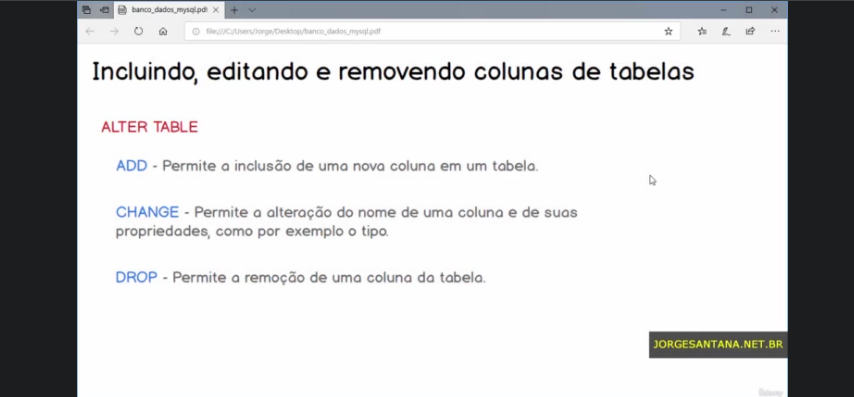 banco_dados_mysql.pdf
file:///C:/Users/Jorge/Desktop/banco_dados_mysql.pdf
Incluindo, editando e removendo colunas de tabelas
ALTER TABLE
ADD - Permite a inclusão de uma nova coluna em um tabela.
CHANGE - Permite a alteração do nome de uma coluna e de suas
propriedades, como por exemplo o tipo.
DROP - Permite a remoção de uma coluna da tabela.
JORGESANTANA.NET.BR
Udemy